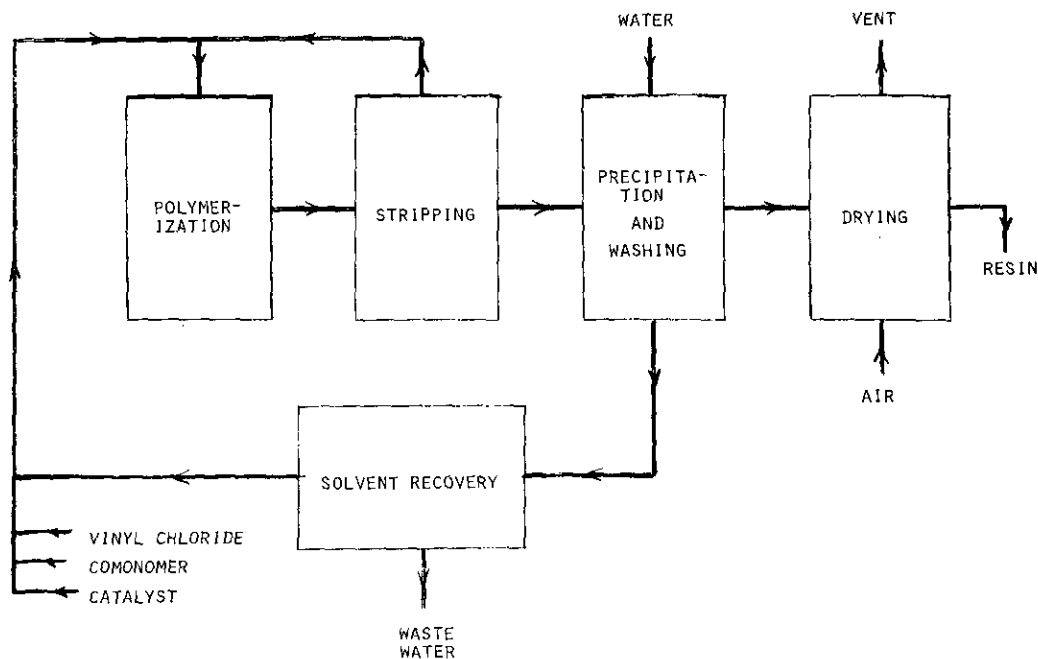 WATER
VENT
POLYMER-
IZATION
STRIPPING
PRECIPITA-
TION
AND
WASHING
DRYING
RESIN
AIR
SOLVENT RECOVERY
VINYL CHLORIDE
COMONOMER
CATALYST
WASTE
WATER